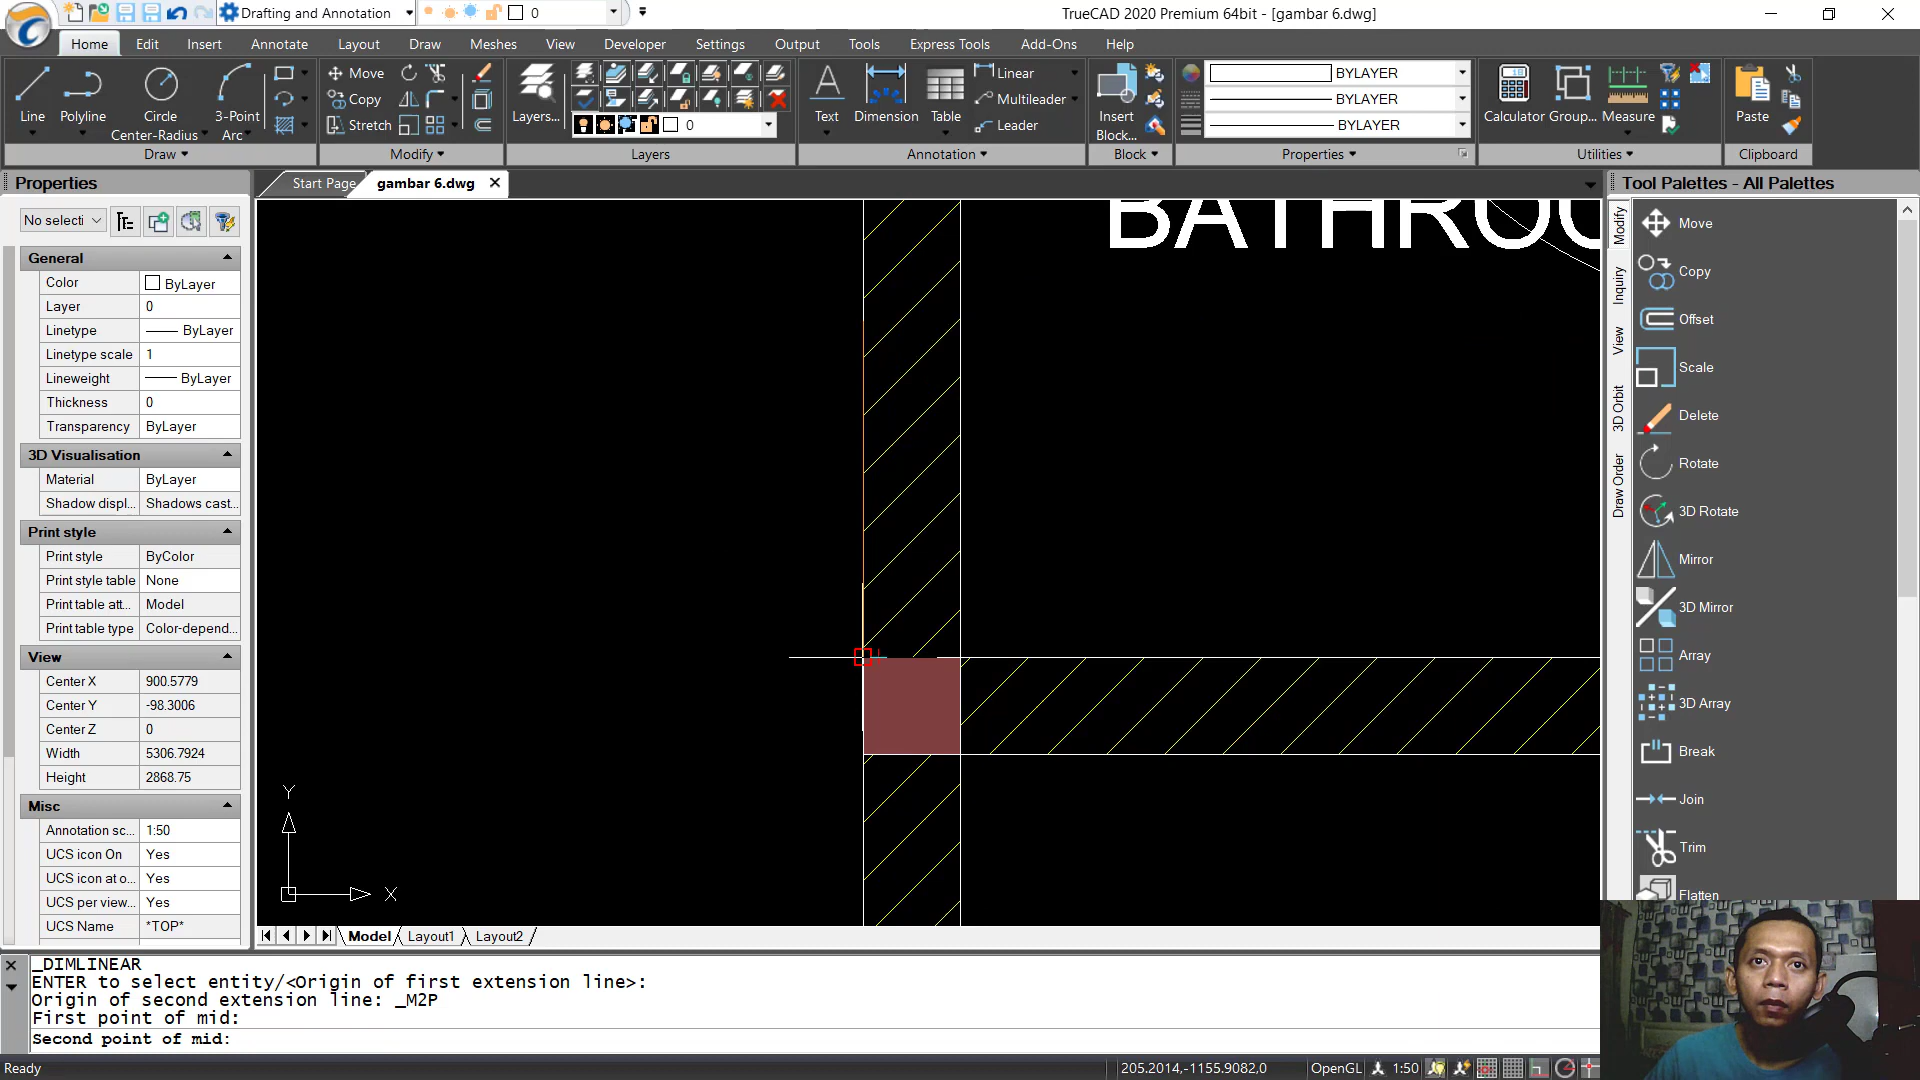 Drafting and Annotation
0
TrueCAD 2020 Premium 64bit - [gambar 6.dwg]
Home Edit Insert Annotate Layout Draw Meshes View Developer Settings Output Tools Express Tools Add-Ons Help
Line
Polyline
Circle
Center-Radius
3-Point
Arc
Draw
Move
Copy
Stretch
Modify
Layers...
0
Layers
Text
Dimension
Table
Linear
Multileader
Leader
Annotation
Insert
Block...
Block
BYLAYER
BYLAYER
BYLAYER
Properties
Calculator
Group...
Measure
Utilities
Paste
Clipboard
Properties
Start Page
gambar 6.dwg
Tool Palettes - All Palettes
No selecti
General
Color ByLayer
Layer 0
Linetype ByLayer
Linetype scale 1
Lineweight ByLayer
Thickness 0
Transparency ByLayer
3D Visualisation
Material ByLayer
Shadow displ... Shadows cast...
Print style
Print style ByColor
Print style table None
Print table att... Model
Print table type Color-depend...
View
Center X 900.5779
Center Y -98.3006
Center Z 0
Width 5306.7924
Height 2868.75
Misc
Annotation sc... 1:50
UCS icon On Yes
UCS icon at o... Yes
UCS per view... Yes
UCS Name *TOP*
BATHROO
Y
X
Modify
Inquiry
View
3D Orbit
Draw Order
Move
Copy
Offset
Scale
Delete
Rotate
3D Rotate
Mirror
3D Mirror
Array
3D Array
Break
Join
Trim
Flatten
Model Layout1 Layout2
_DIMLINEAR
ENTER to select entity/<Origin of first extension line>:
Origin of second extension line: _M2P
First point of mid:
Second point of mid:
Ready
205.2014,-1155.9082,0
OpenGL
1:50